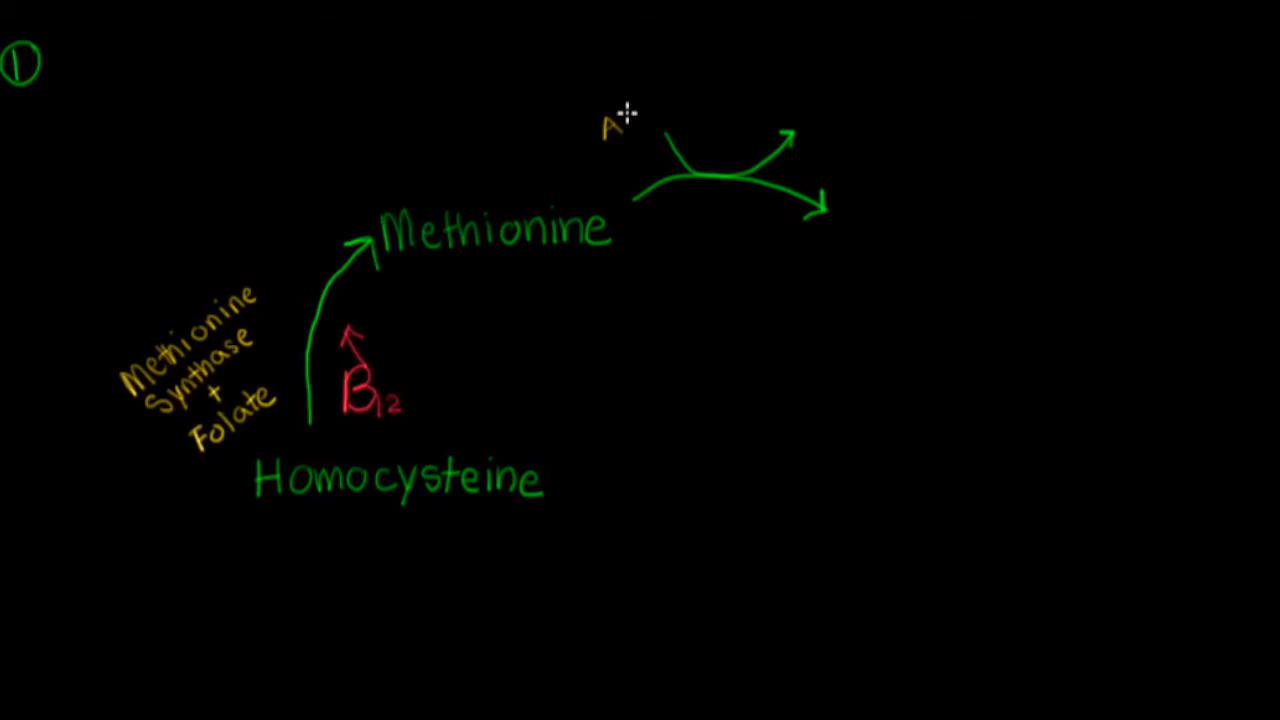 1
A
Methionine
Methionine
Synthase
+
Folate
B12
Homocysteine